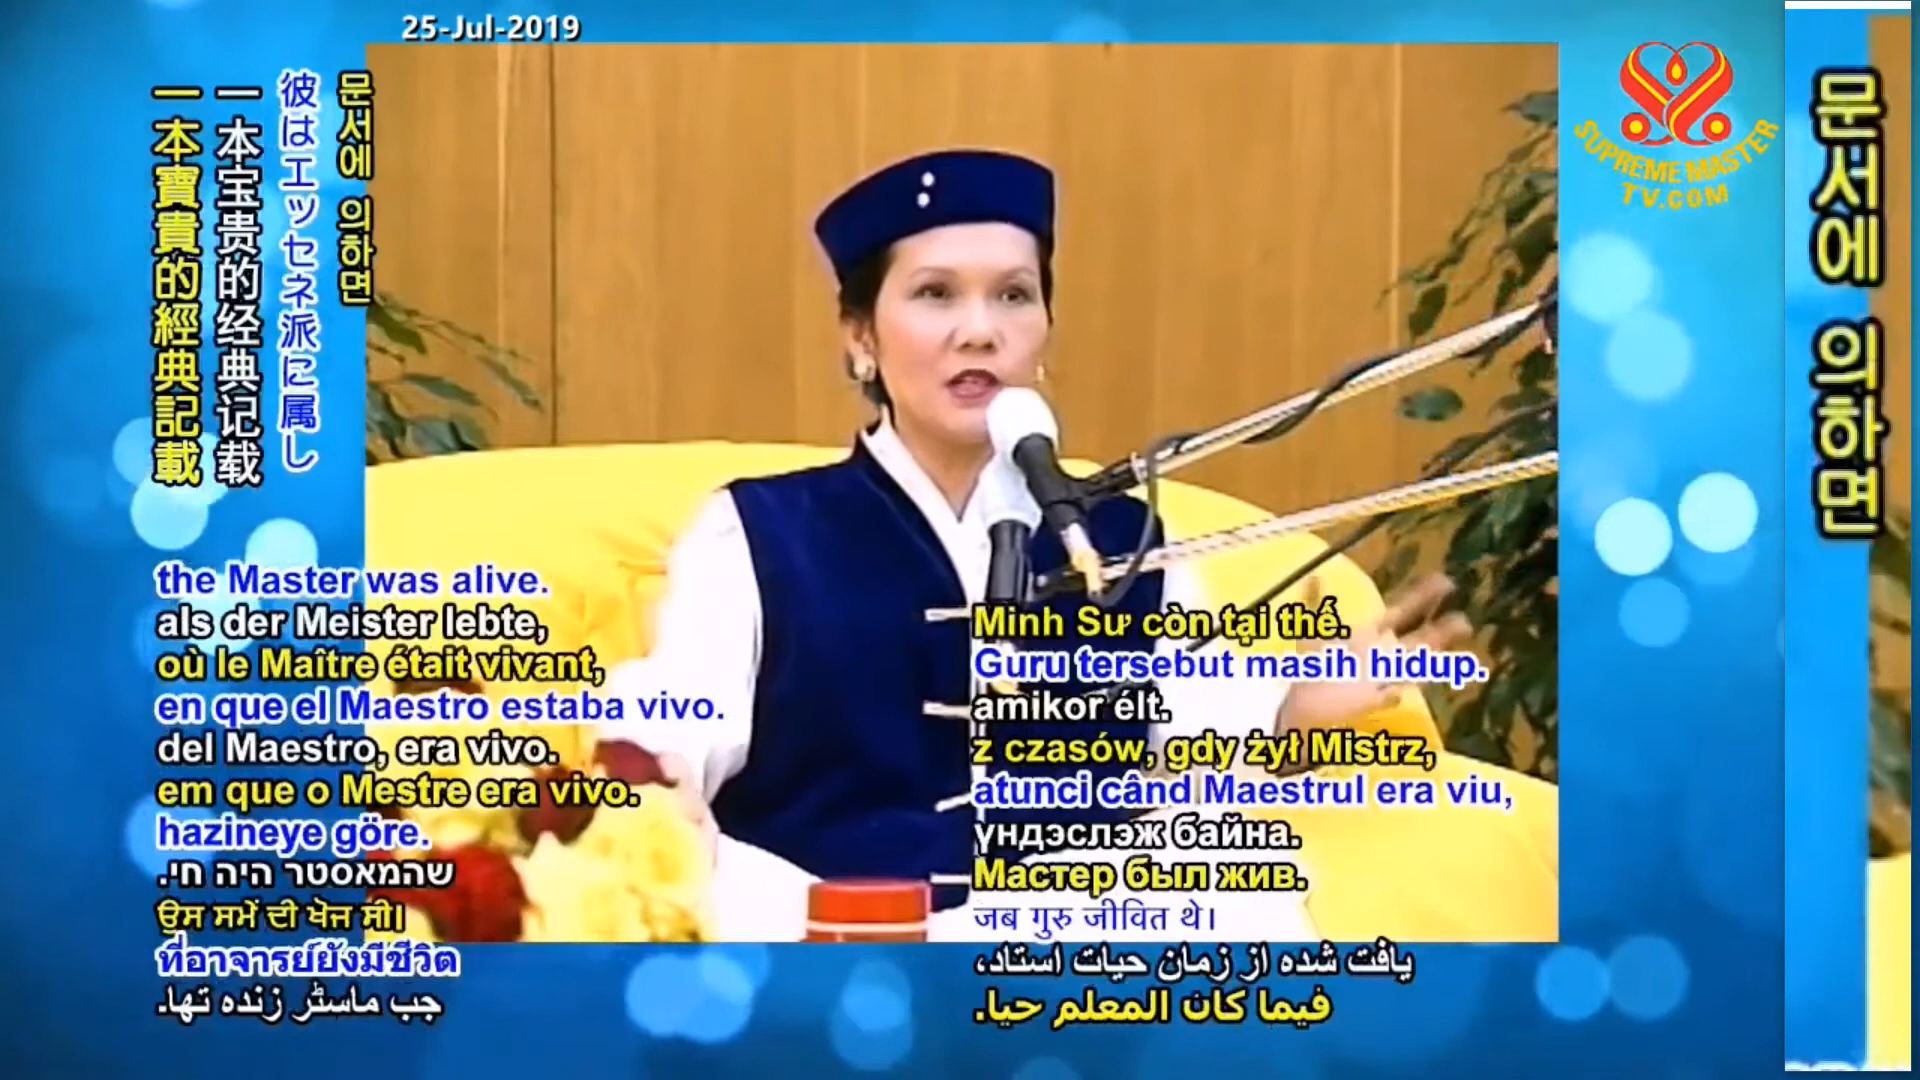 25-Jul-2019
SUPREME MASTER
TV.COM
문서에 의하면
彼はエッセネ派に属し
一本宝贵的经典记载
一本寶貴的經典記載
the Master was alive.
als der Meister lebte,
où le Maître était vivant,
en que el Maestro estaba vivo.
del Maestro, era vivo.
em que o Mestre era vivo.
hazineye göre.
שהמאסטר היה חי.
ਉਸ ਸਮੇਂ ਦੀ ਖੋਜ ਸੀ।
ที่อาจารย์ยังมีชีวิต
جب ماسٹر زندہ تھا.
Minh Sư còn tại thế.
Guru tersebut masih hidup.
amikor élt.
z czasów, gdy żył Mistrz,
atunci când Maestrul era viu,
үндэслэж байна.
Мастер был жив.
जब गुरु जीवित थे।
یافت شده از زمان حیات استاد،
فيما كان المعلم حيا.
문서에 의하면